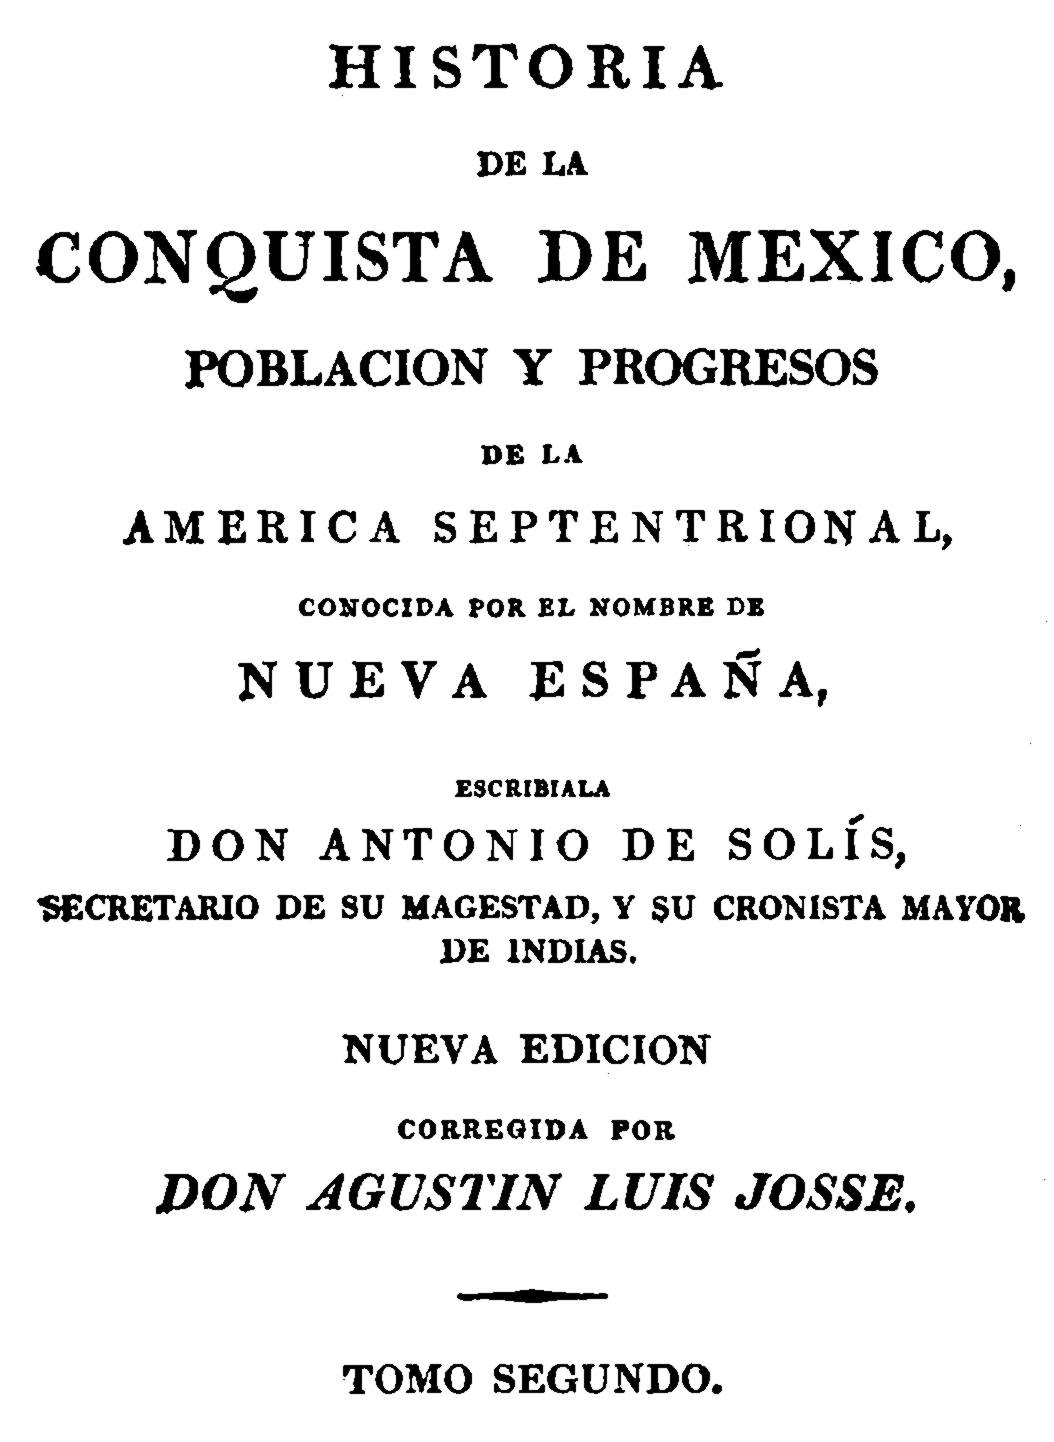 HISTORIA
DE LA
CONQUISTA DE MEXICO,
POBLACION Y PROGRESOS
DE LA
AMERICA SEPTENTRIONAL,
CONOCIDA POR EL NOMBRE DE
NUEVA ESPAÑA,
ESCRIBIALA
DON ANTONIO DE SOLÍS,
SECRETARIO DE SU MAGESTAD, Y SU CRONISTA MAYOR
DE INDIAS.
NUEVA EDICION
CORREGIDA POR
DON AGUSTIN LUIS JOSSE.
TOMO SEGUNDO.